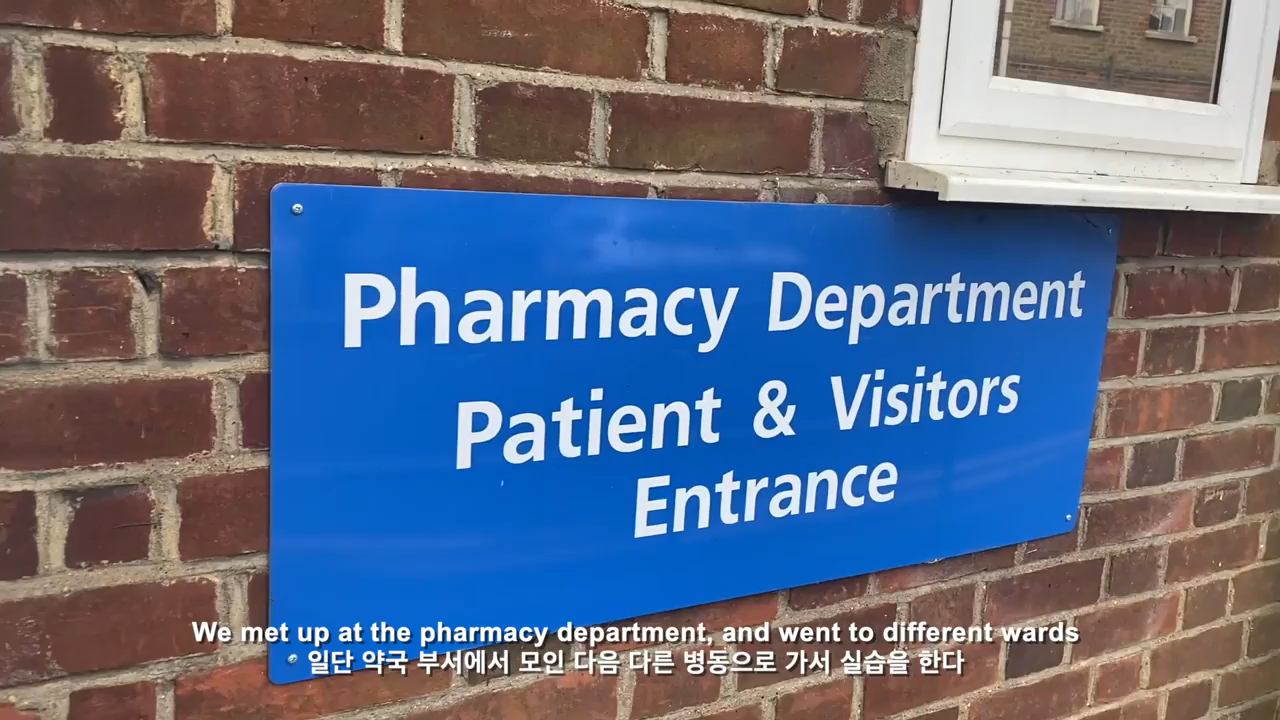 Pharmacy Department
Patient & Visitors
Entrance
We met up at the pharmacy department, and went to different wards
일단 약국 부서에서 모인 다음 다른 병동으로 가서 실습을 한다